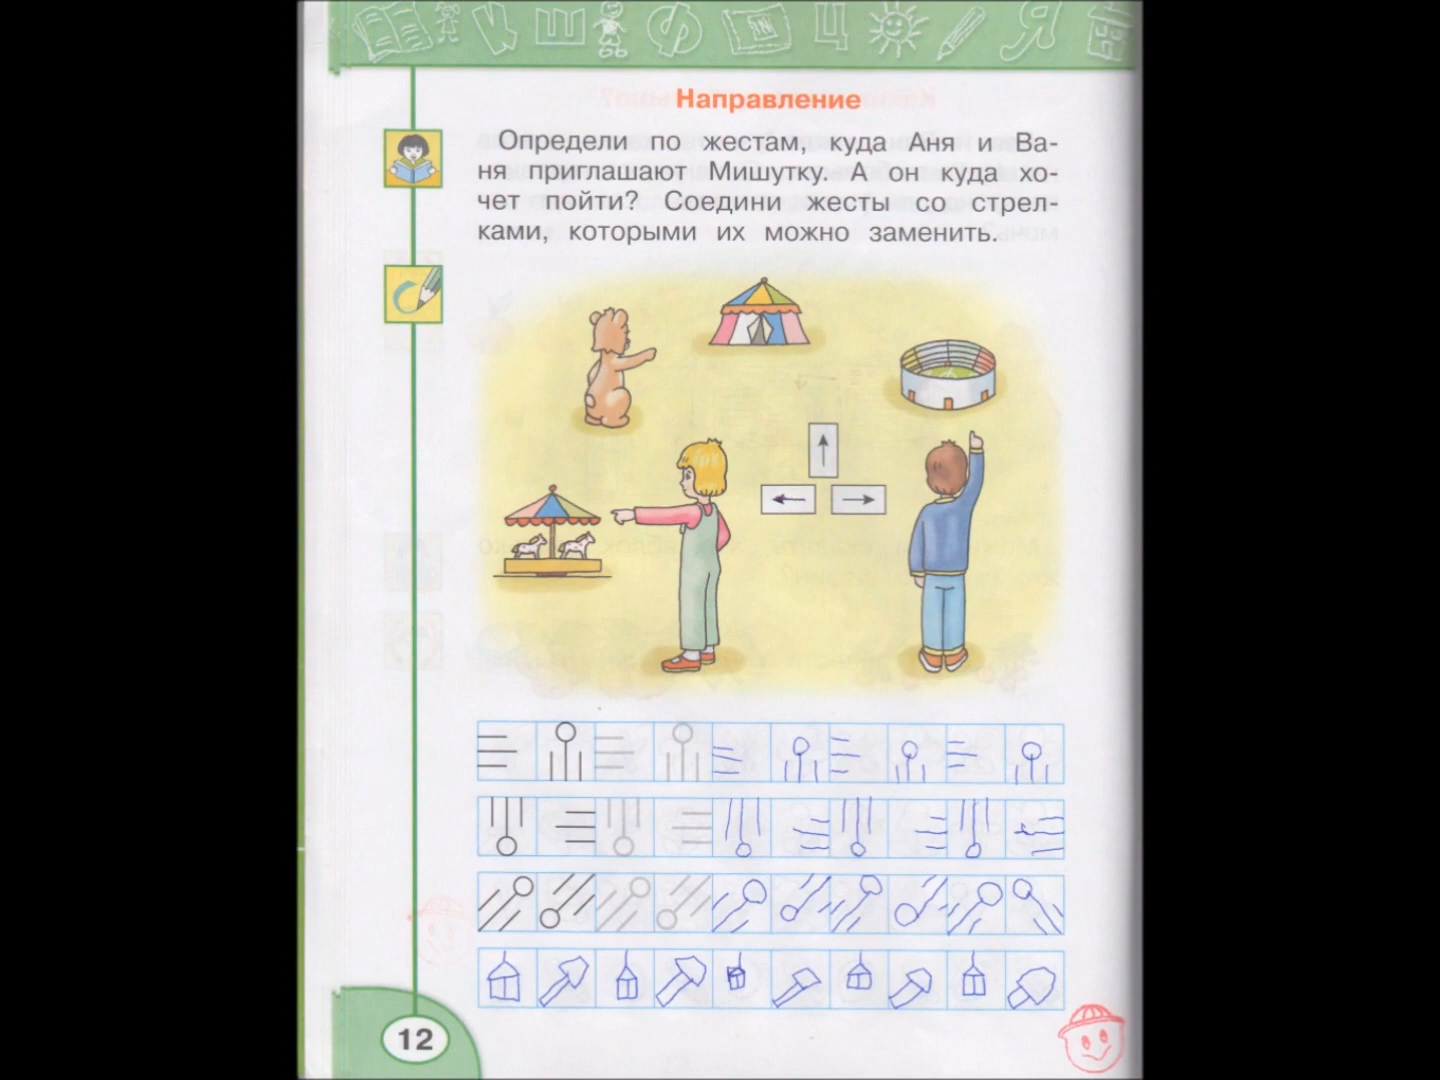 К Ш Ф Ц Я
Направление
Определи по жестам, куда Аня и Ва-
ня приглашают Мишутку. А он куда хо-
чет пойти? Соедини жесты со стрел-
ками, которыми их можно заменить.
12